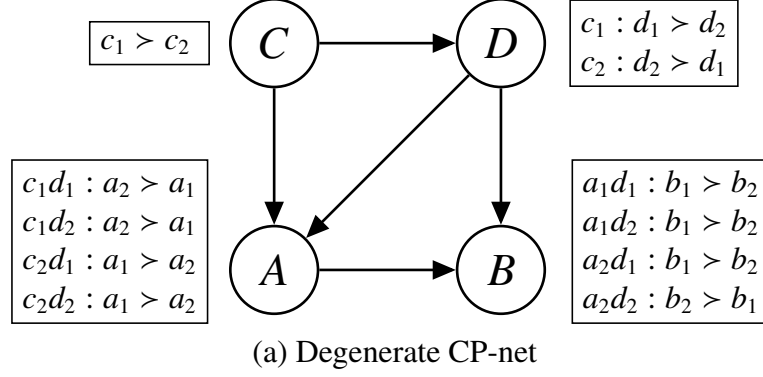 c₁ ≻ c₂
C
D
c₁ : d₁ ≻ d₂
c₂ : d₂ ≻ d₁
c₁d₁ : a₂ ≻ a₁
c₁d₂ : a₂ ≻ a₁
c₂d₁ : a₁ ≻ a₂
c₂d₂ : a₁ ≻ a₂
A
B
a₁d₁ : b₁ ≻ b₂
a₁d₂ : b₁ ≻ b₂
a₂d₁ : b₁ ≻ b₂
a₂d₂ : b₂ ≻ b₁
(a) Degenerate CP-net